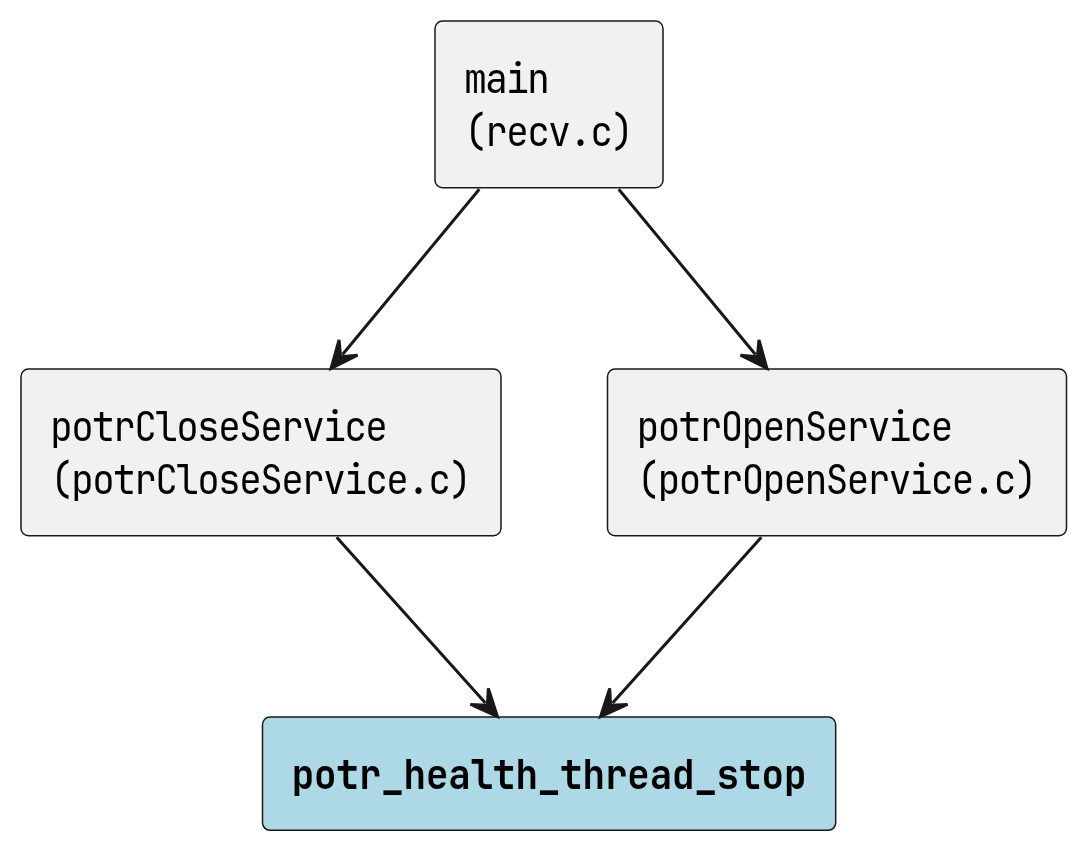 main
(recv.c)
potrCloseService
(potrCloseService.c)
potrOpenService
(potrOpenService.c)
potr_health_thread_stop